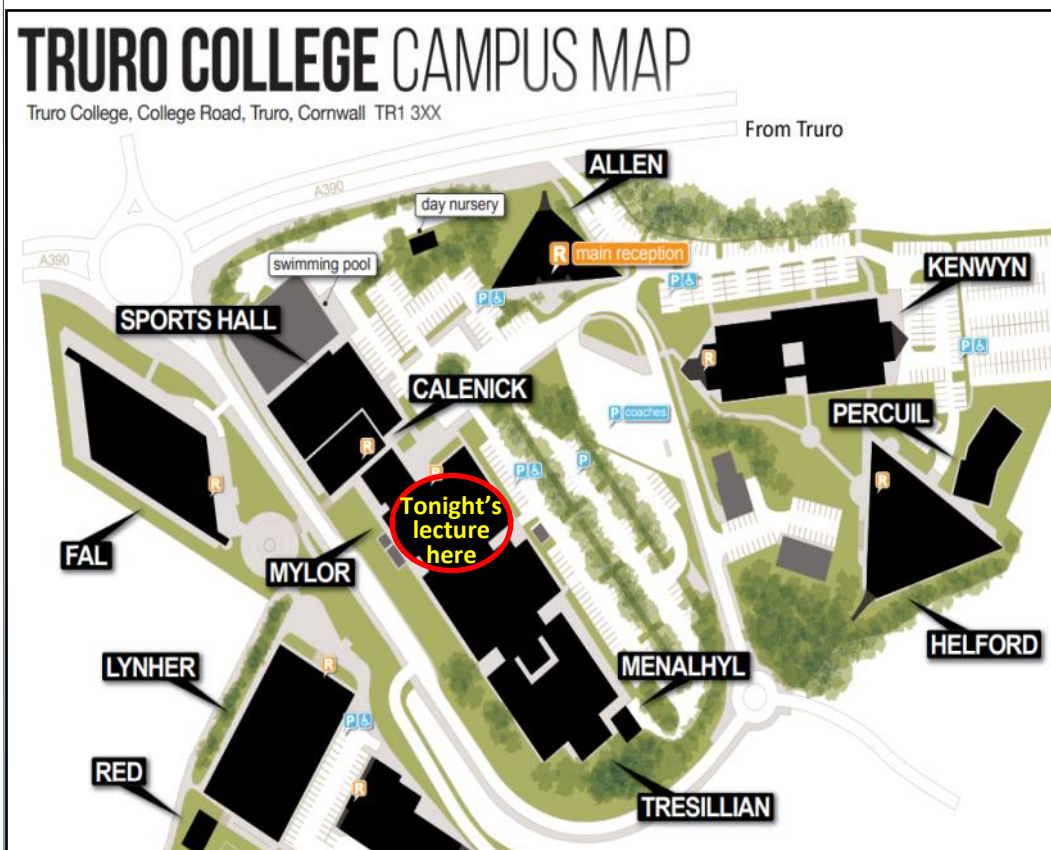 TRURO COLLEGE CAMPUS MAP
Truro College, College Road, Truro, Cornwall TR1 3XX
From Truro
ALLEN
A390
day nursery
R main reception
A390
swimming pool
KENWYN
P
P
SPORTS HALL
P
R
CALENICK
P coaches
PERCUIL
R
R
P
P
R
R
Tonight's
lecture
here
FAL
MYLOR
HELFORD
LYNHER
R
MENALHYL
P
RED
R
TRESILLIAN